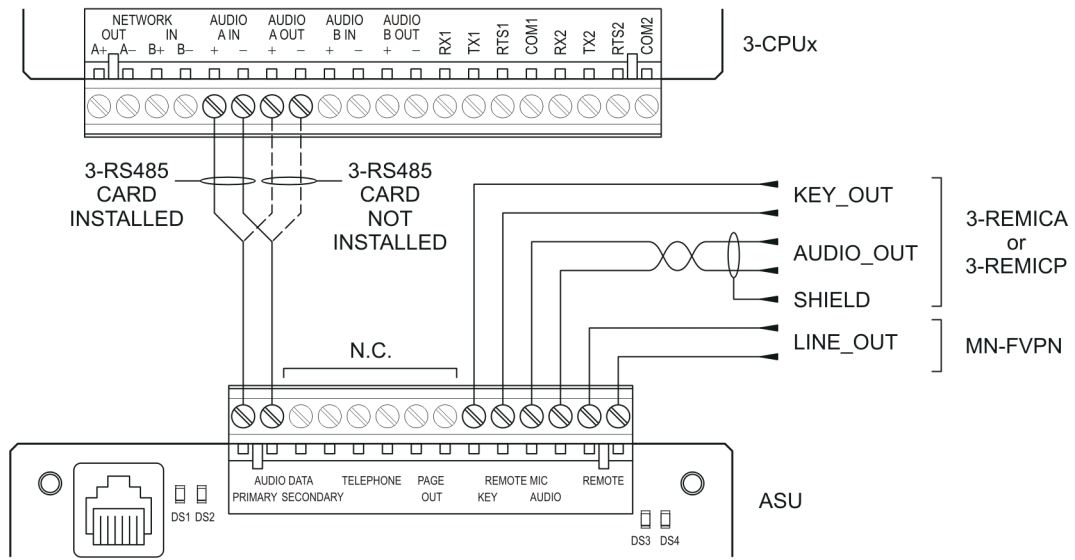 NETWORK
OUT IN
A+ A− B+ B−
AUDIO
A IN
+ −
AUDIO
A OUT
+ −
AUDIO
B IN
+ −
AUDIO
B OUT
+ −
RX1
TX1
RTS1
COM1
RX2
TX2
RTS2
COM2
3-CPUx
3-RS485
CARD
INSTALLED
3-RS485
CARD
NOT
INSTALLED
KEY_OUT
AUDIO_OUT
SHIELD
3-REMICA
or
3-REMICP
LINE_OUT
MN-FVPN
N.C.
AUDIO DATA
PRIMARY SECONDARY
TELEPHONE
PAGE
OUT
REMOTE MIC
KEY AUDIO
REMOTE
DS1 DS2
DS3 DS4
ASU